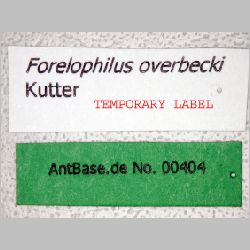 Forelophilus overbecki
Kutter
TEMPORARY LABEL
AntBase.de No. 00404